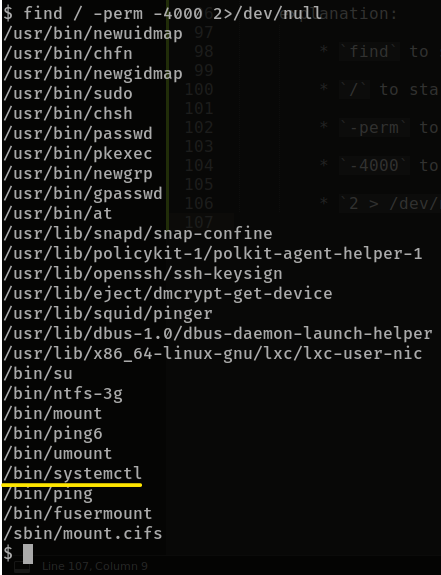 $ find / -perm -4000 2>/dev/null
/usr/bin/newuidmap
/usr/bin/chfn
/usr/bin/newgidmap
/usr/bin/sudo
/usr/bin/chsh
/usr/bin/passwd
/usr/bin/pkexec
/usr/bin/newgrp
/usr/bin/gpasswd
/usr/bin/at
/usr/lib/snapd/snap-confine
/usr/lib/policykit-1/polkit-agent-helper-1
/usr/lib/openssh/ssh-keysign
/usr/lib/eject/dmcrypt-get-device
/usr/lib/squid/pinger
/usr/lib/dbus-1.0/dbus-daemon-launch-helper
/usr/lib/x86_64-linux-gnu/lxc/lxc-user-nic
/bin/su
/bin/ntfs-3g
/bin/mount
/bin/ping6
/bin/umount
/bin/systemctl
/bin/ping
/bin/fusermount
/sbin/mount.cifs
$
explanation:
97
98 * `find` to
99
100 * `/` to sta
101
102 * `-perm` to
103
104 * `-4000` to
105
106 * `2 > /dev/
107
Line 107, Column 9